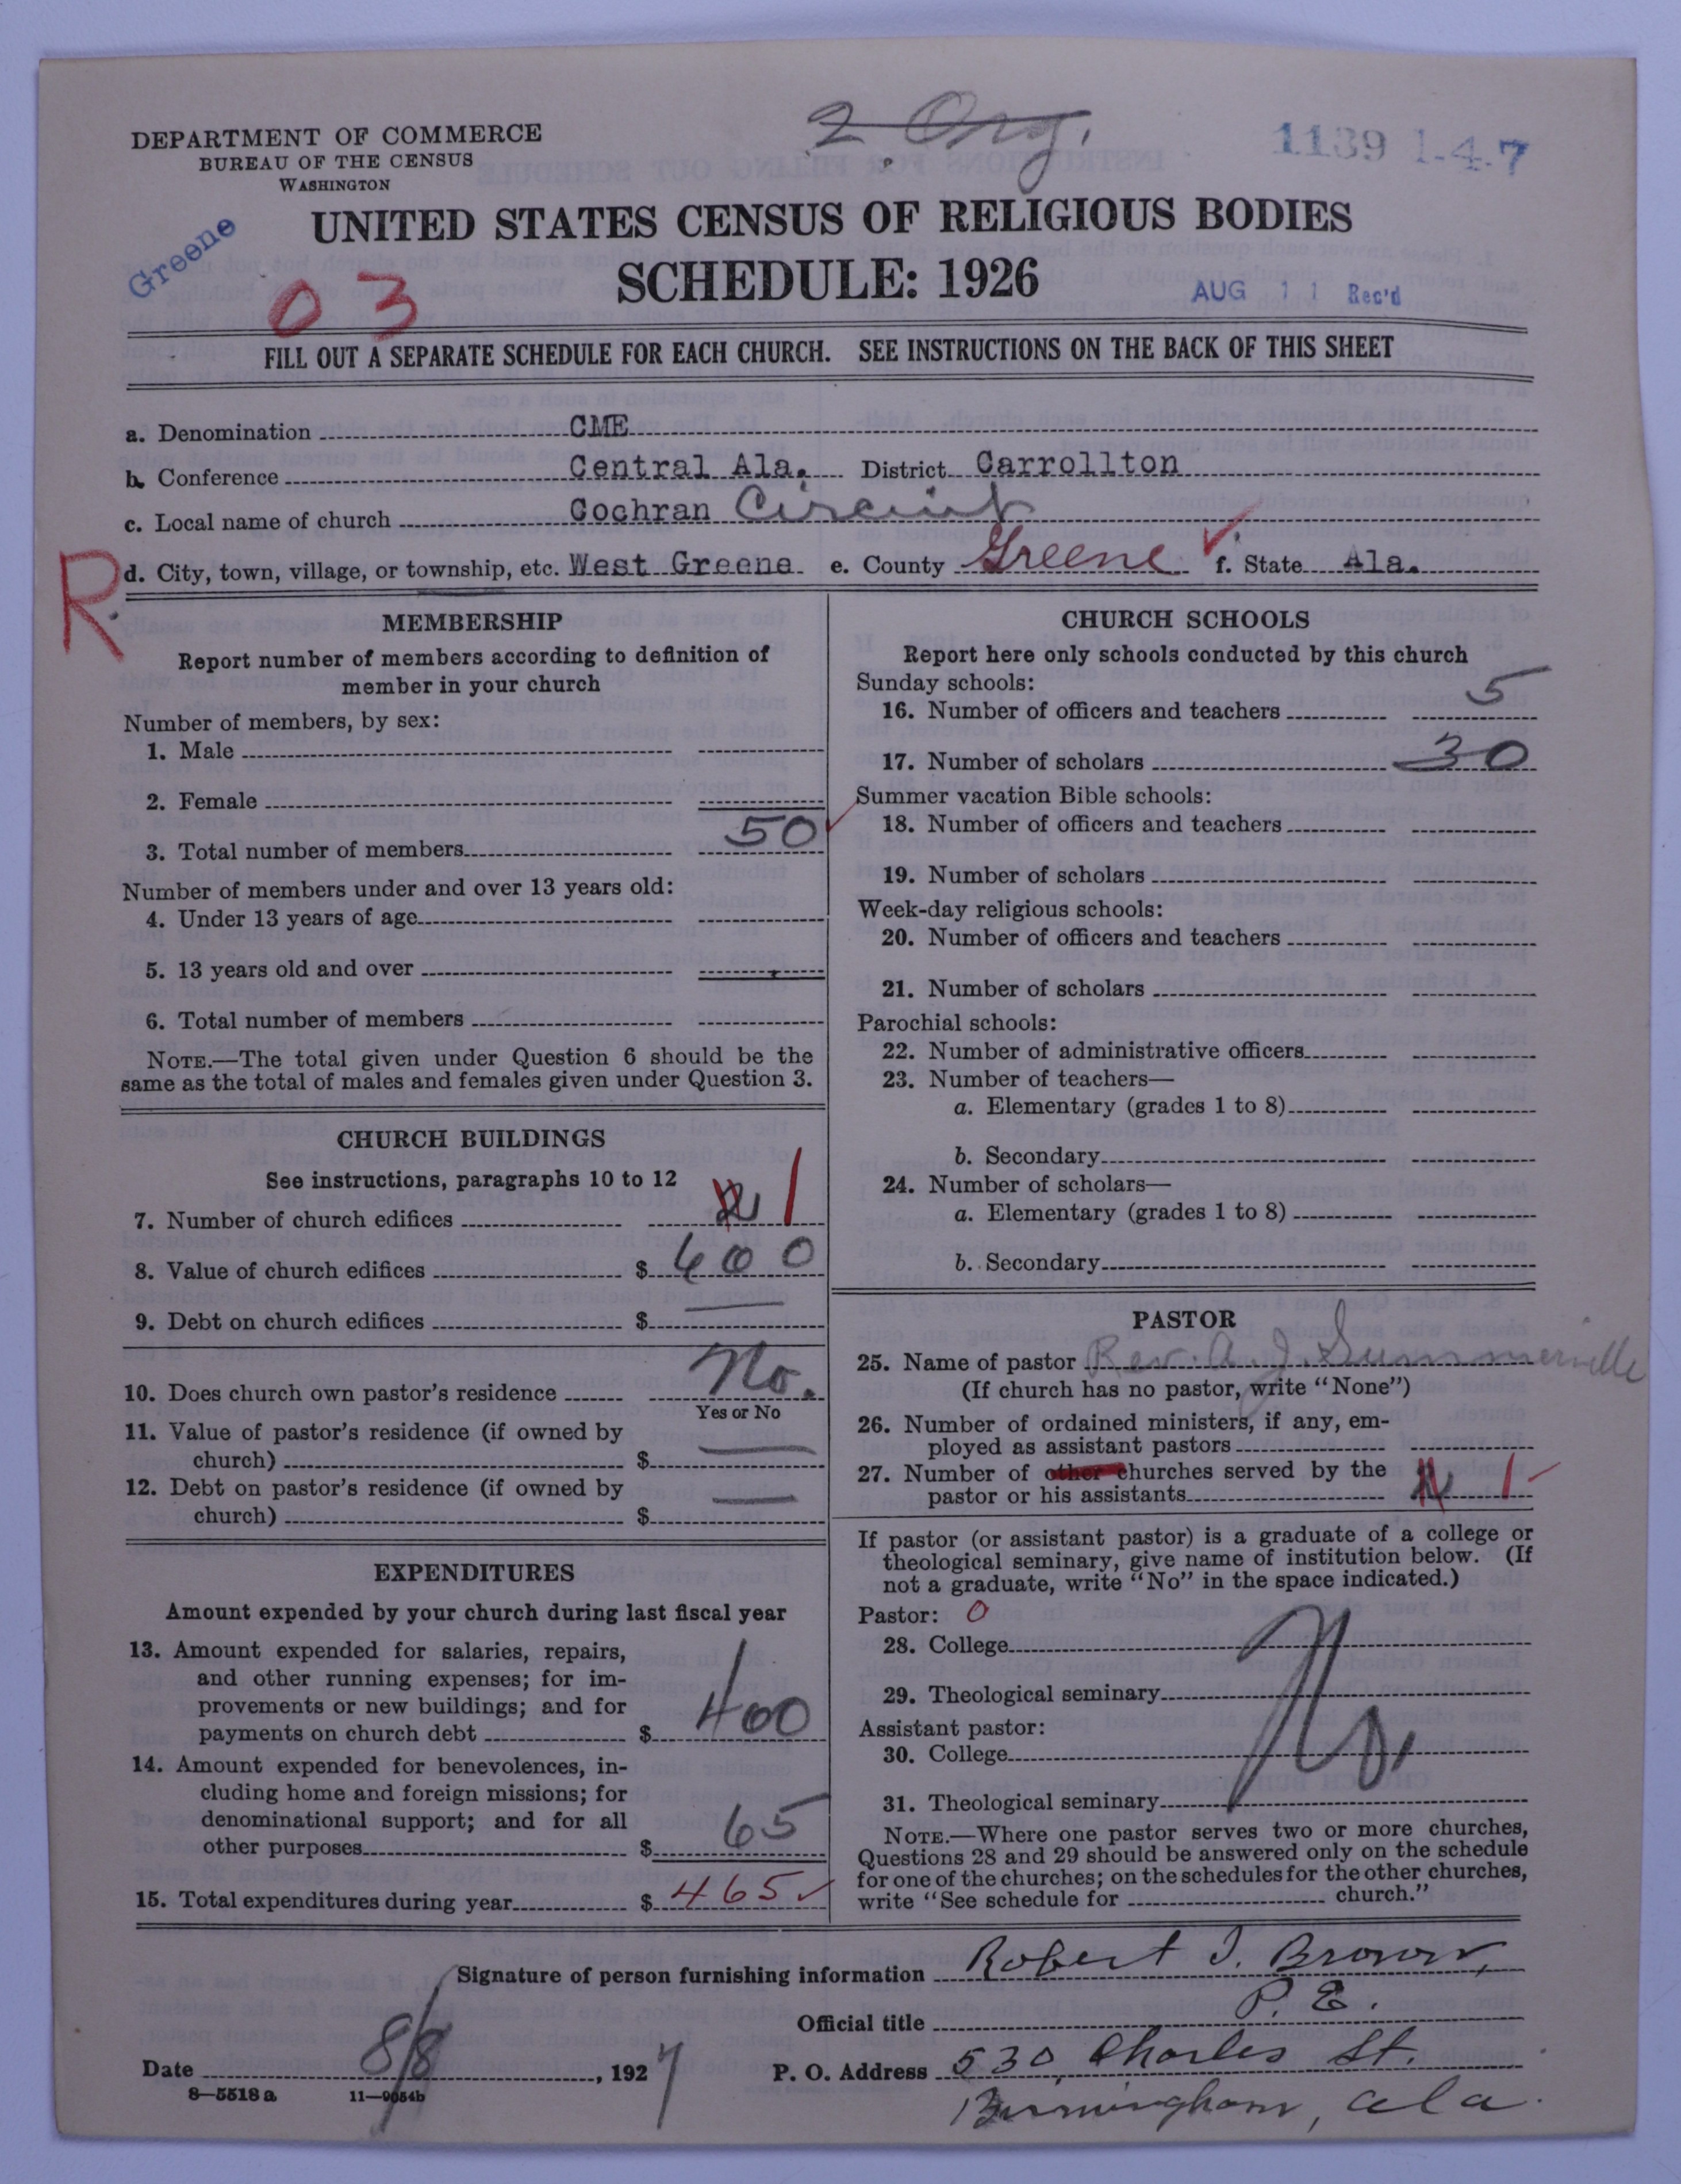 2 Org.
1139 1-4-7
DEPARTMENT OF COMMERCE
BUREAU OF THE CENSUS
WASHINGTON
Greene
UNITED STATES CENSUS OF RELIGIOUS BODIES
SCHEDULE: 1926
03
AUG 11 Rec'd
FILL OUT A SEPARATE SCHEDULE FOR EACH CHURCH. SEE INSTRUCTIONS ON THE BACK OF THIS SHEET
a. Denomination CME
b. Conference Central Ala. District Carrollton
c. Local name of church Cochran Circuit
R
d. City, town, village, or township, etc. West Greene e. County Greene ✓ f. State Ala.
MEMBERSHIP
Report number of members according to definition of
member in your church
Number of members, by sex:
1. Male
2. Female
3. Total number of members 50 ✓
Number of members under and over 13 years old:
4. Under 13 years of age
5. 13 years old and over
6. Total number of members
NOTE.—The total given under Question 6 should be the
same as the total of males and females given under Question 3.
CHURCH BUILDINGS
See instructions, paragraphs 10 to 12
7. Number of church edifices 2 1
8. Value of church edifices $ 600
9. Debt on church edifices $ —
10. Does church own pastor's residence No.
Yes or No
11. Value of pastor's residence (if owned by
church) $ —
12. Debt on pastor's residence (if owned by
church) $ —
EXPENDITURES
Amount expended by your church during last fiscal year
13. Amount expended for salaries, repairs,
and other running expenses; for im-
provements or new buildings; and for
payments on church debt $ 400
14. Amount expended for benevolences, in-
cluding home and foreign missions; for
denominational support; and for all
other purposes $ 65
15. Total expenditures during year $ 465 ✓
CHURCH SCHOOLS
Report here only schools conducted by this church
Sunday schools:
16. Number of officers and teachers 5
17. Number of scholars 30
Summer vacation Bible schools:
18. Number of officers and teachers
19. Number of scholars
Week-day religious schools:
20. Number of officers and teachers
21. Number of scholars
Parochial schools:
22. Number of administrative officers
23. Number of teachers—
a. Elementary (grades 1 to 8)
b. Secondary
24. Number of scholars—
a. Elementary (grades 1 to 8)
b. Secondary
PASTOR
25. Name of pastor Rev. A. J. Summerville
(If church has no pastor, write "None")
26. Number of ordained ministers, if any, em-
ployed as assistant pastors
27. Number of other churches served by the
pastor or his assistants 2 1 ✓
If pastor (or assistant pastor) is a graduate of a college or
theological seminary, give name of institution below. (If
not a graduate, write "No" in the space indicated.)
Pastor: 0
28. College
29. Theological seminary
No.
Assistant pastor:
30. College
31. Theological seminary
NOTE.—Where one pastor serves two or more churches,
Questions 28 and 29 should be answered only on the schedule
for one of the churches; on the schedules for the other churches,
write "See schedule for church."
Signature of person furnishing information Robert J. Brown,
Official title P. E.
Date 8/8, 1927 P. O. Address 530 Charles St.
8—5518 a 11—9054b
Birmingham, Ala.